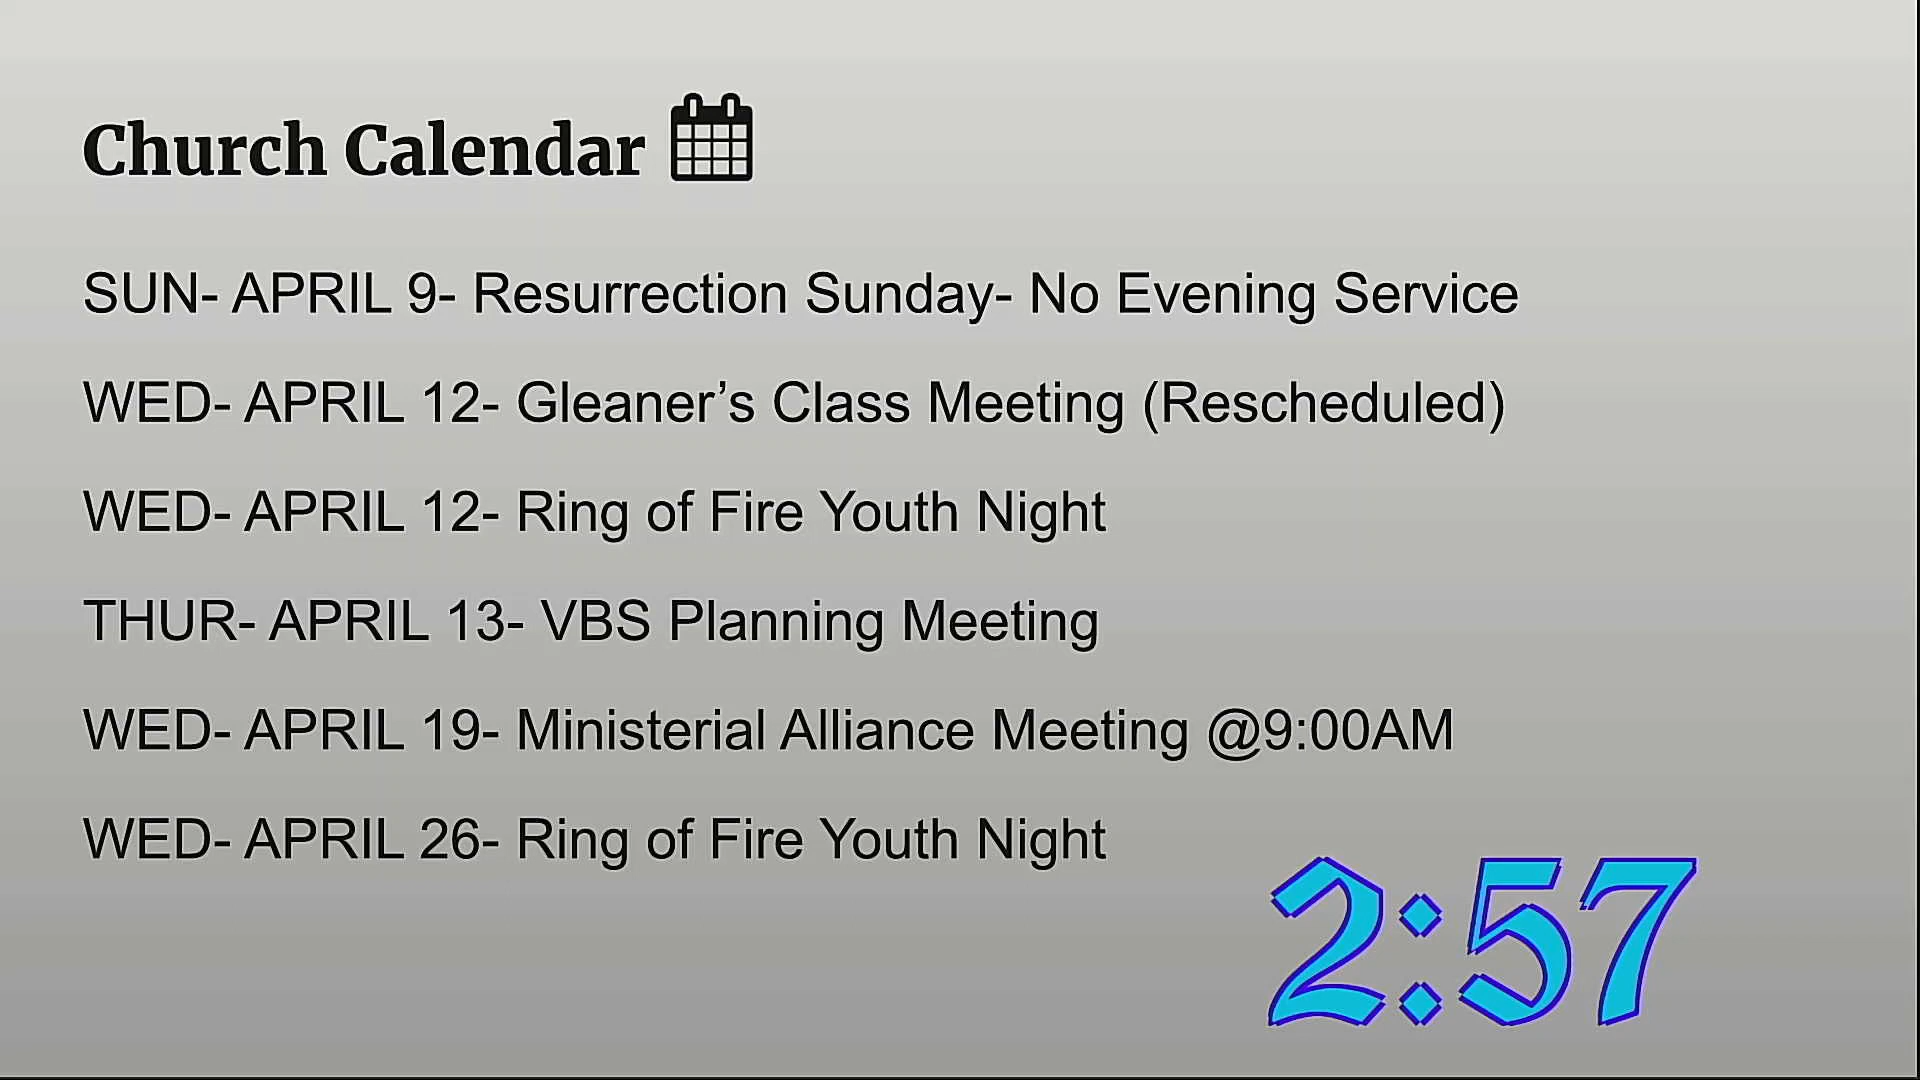 Church Calendar
SUN- APRIL 9- Resurrection Sunday- No Evening Service
WED- APRIL 12- Gleaner’s Class Meeting (Rescheduled)
WED- APRIL 12- Ring of Fire Youth Night
THUR- APRIL 13- VBS Planning Meeting
WED- APRIL 19- Ministerial Alliance Meeting @9:00AM
WED- APRIL 26- Ring of Fire Youth Night
2:57